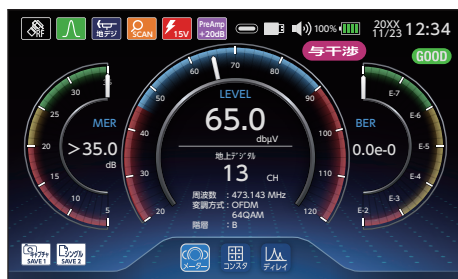 地デジ
SCAN
15V
PreAmp
+20dB
100%
20XX
11/23
12:34
与干渉
GOOD
MER
>35.0
dB
30
25
20
15
10
5
LEVEL
65.0
dbμV
地上ﾃﾞｼﾞﾀﾙ
13 CH
周波数 : 473.143 MHz
変調方式 : OFDM
64QAM
階層 : B
20
30
40
50
60
70
80
90
100
110
120
BER
0.0e-0
E-7
E-6
E-5
E-4
E-3
E-2
ｷｬﾌﾟﾁｬ
SAVE 1
ｼﾝｸﾞﾙ
SAVE 2
メーター
コンスタ
ディレイ